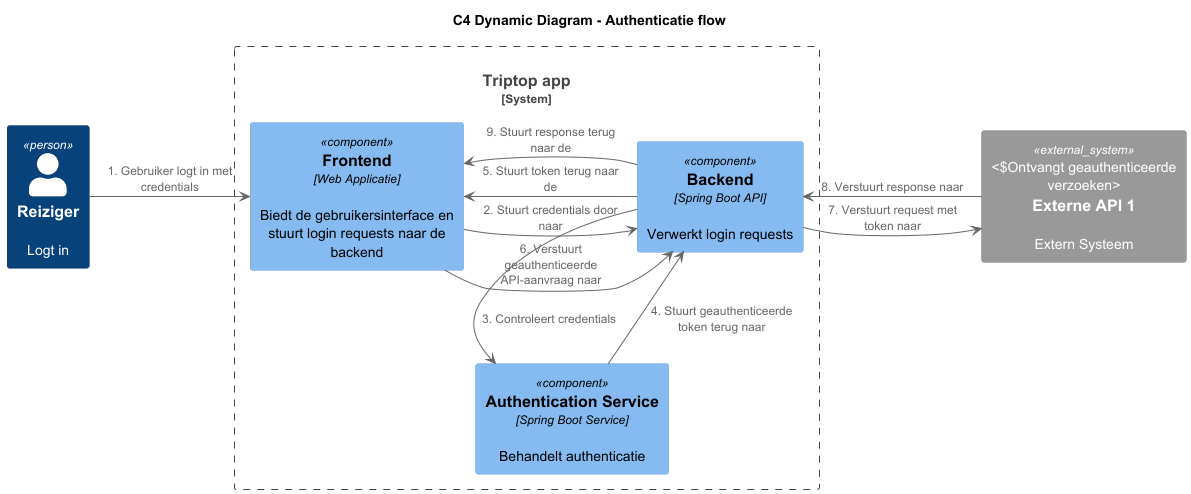 C4 Dynamic Diagram - Authenticatie flow
Triptop app
[System]
«person»
Reiziger
Logt in
1. Gebruiker logt in met
credentials
«component»
Frontend
[Web Applicatie]
Biedt de gebruikersinterface en
stuurt login requests naar de
backend
9. Stuurt response terug
naar de
5. Stuurt token terug naar
de
2. Stuurt credentials door
naar
6. Verstuurt
geauthenticeerde
API-aanvraag naar
«component»
Backend
[Spring Boot API]
Verwerkt login requests
8. Verstuurt response naar
7. Verstuurt request met
token naar
«external_system»
<$Ontvangt geauthenticeerde
verzoeken>
Externe API 1
Extern Systeem
3. Controleert credentials
4. Stuurt geauthenticeerde
token terug naar
«component»
Authentication Service
[Spring Boot Service]
Behandelt authenticatie